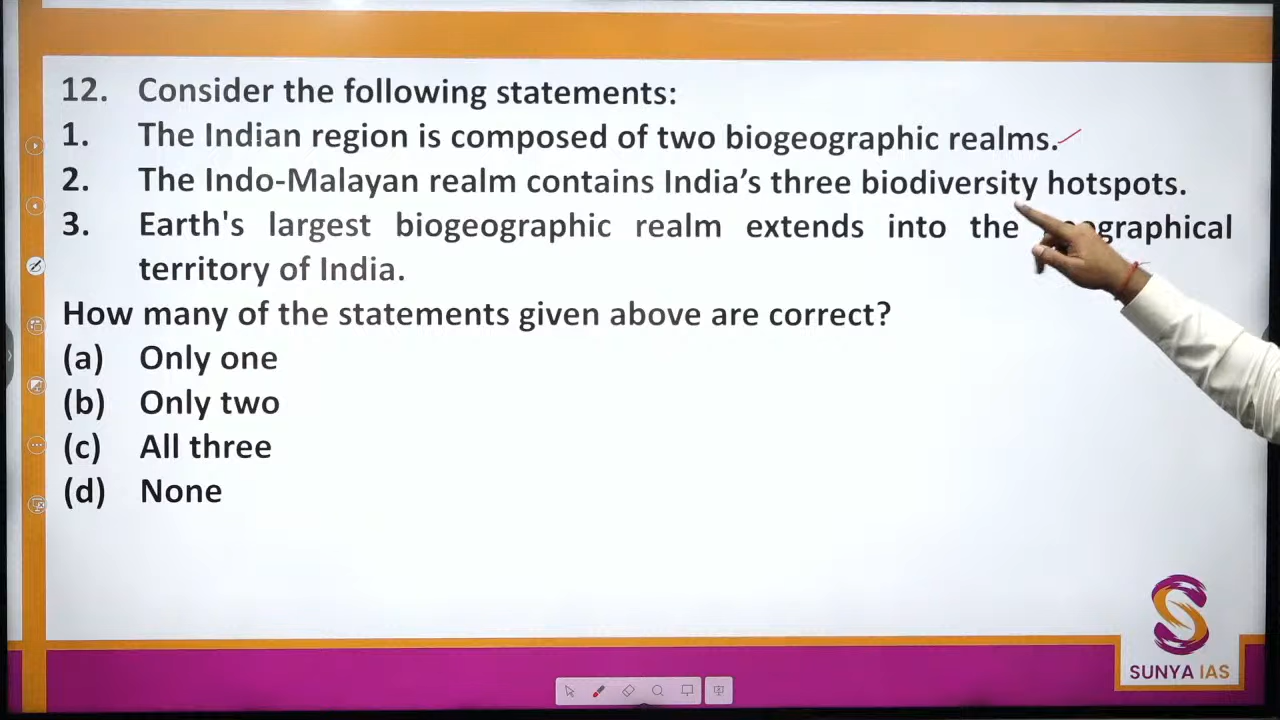 12. Consider the following statements:
1. The Indian region is composed of two biogeographic realms.
2. The Indo-Malayan realm contains India's three biodiversity hotspots.
3. Earth's largest biogeographic realm extends into the
territory of India.
How many of the statements given above are correct?
(a) Only one
(b) Only two
(c) All three
(d) None
SUNYA IAS